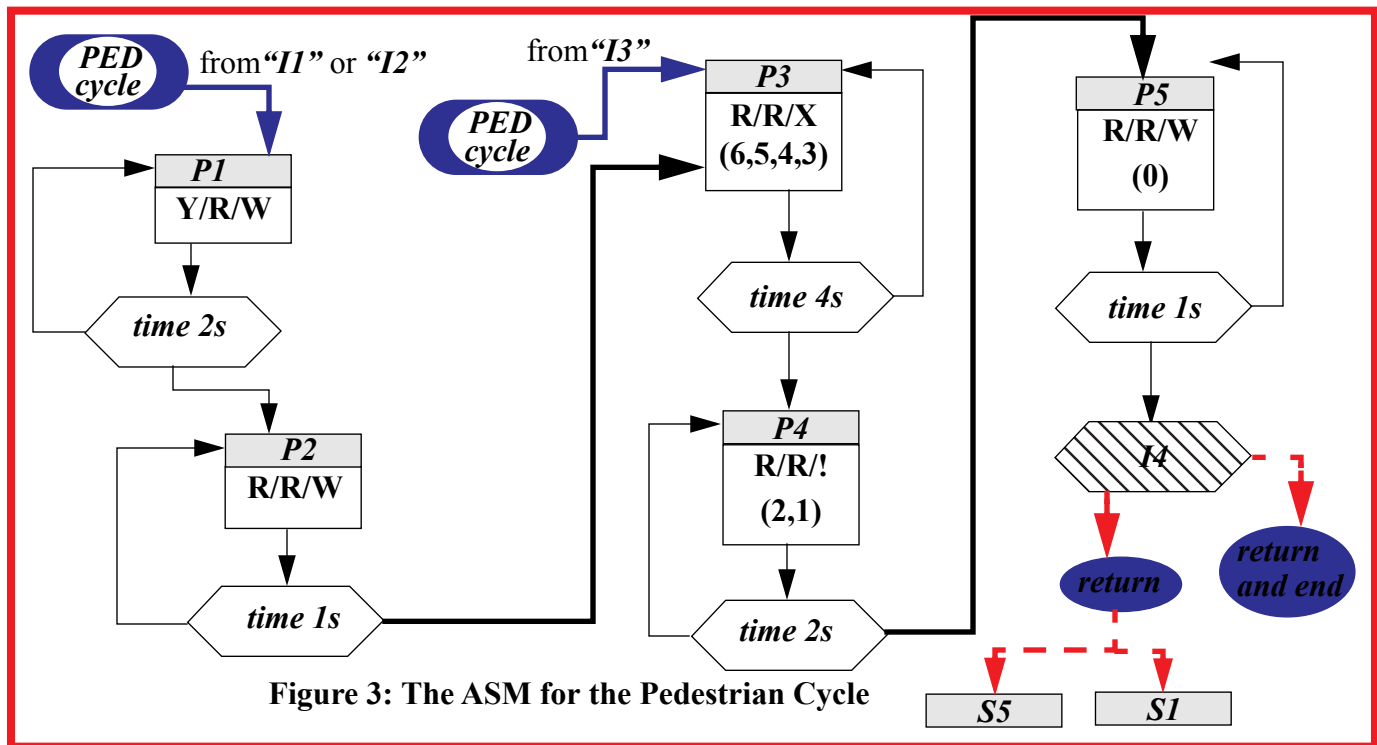 PED
cycle
from “I1” or “I2”
P1
Y/R/W
time 2s
P2
R/R/W
time 1s
from “I3”
PED
cycle
P3
R/R/X
(6,5,4,3)
time 4s
P4
R/R/!
(2,1)
time 2s
P5
R/R/W
(0)
time 1s
I4
return
return
and end
S5
S1
Figure 3: The ASM for the Pedestrian Cycle